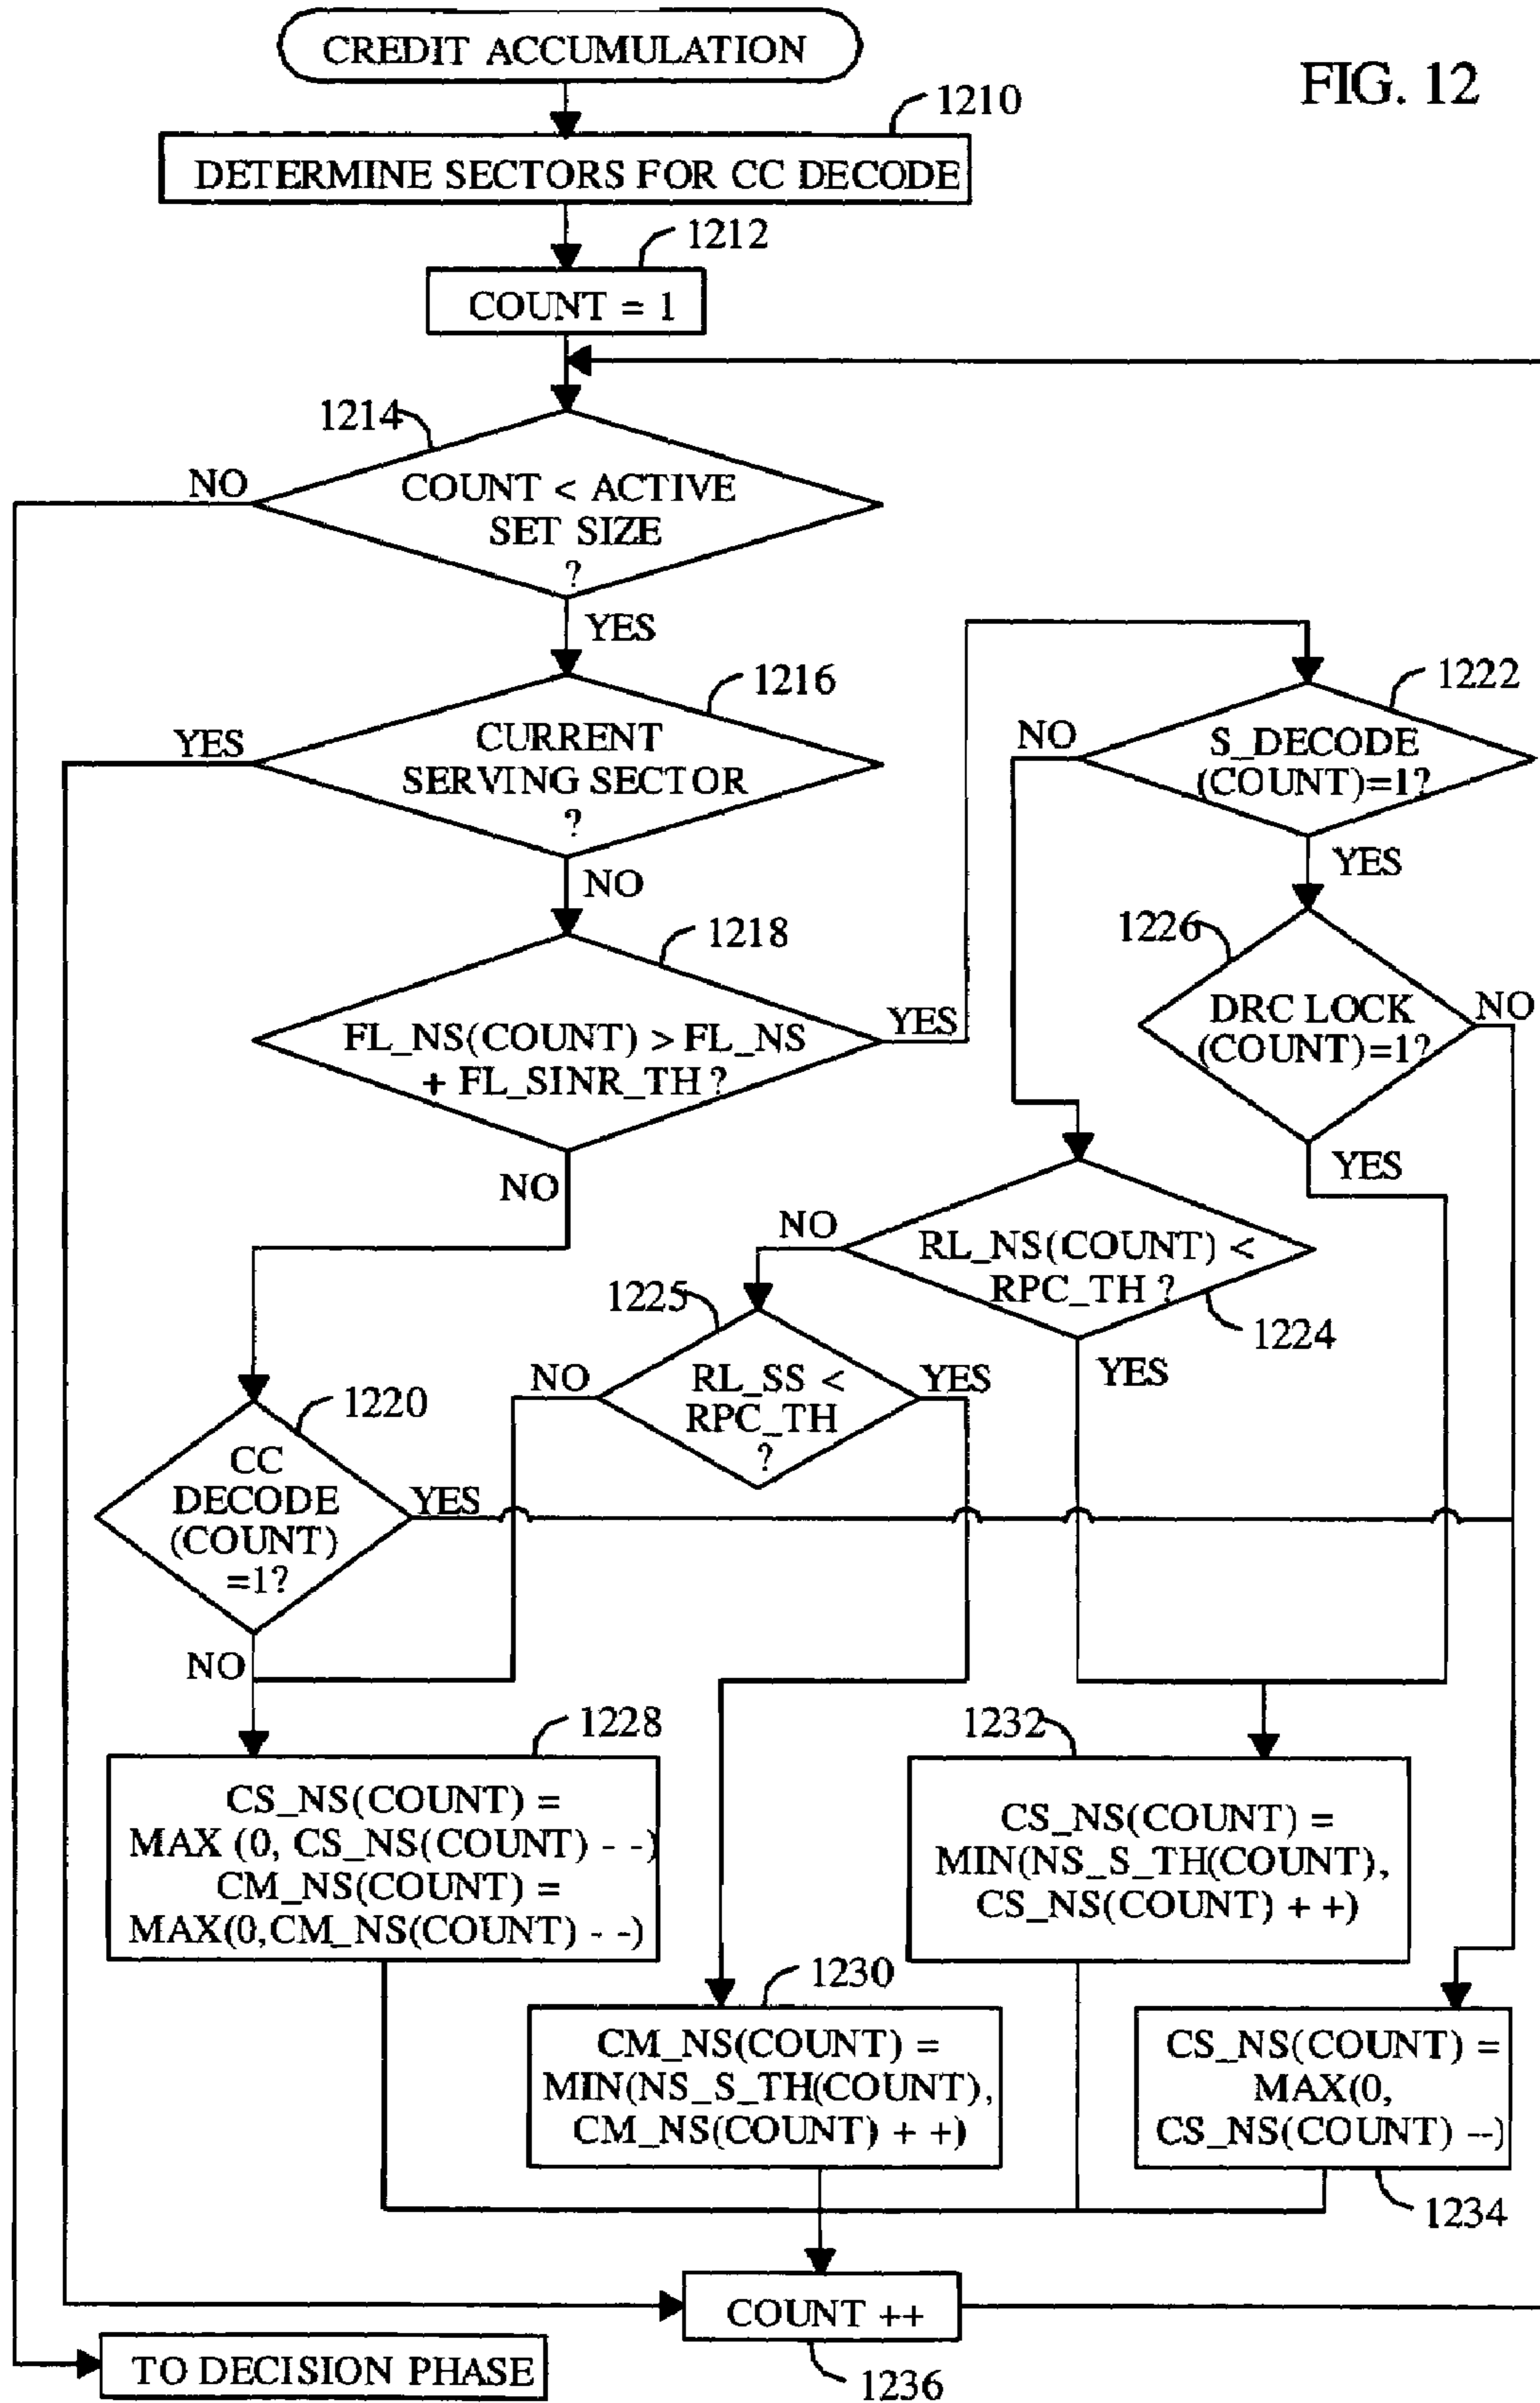 CREDIT ACCUMULATION
FIG. 12
1210
DETERMINE SECTORS FOR CC DECODE
1212
COUNT = 1
1214
NO
COUNT < ACTIVE
SET SIZE
?
YES
1216
YES
CURRENT
SERVING SECTOR
?
NO
1222
NO
S_DECODE
(COUNT)=1?
YES
1218
FL_NS(COUNT) > FL_NS
+ FL_SINR_TH ?
YES
NO
1226
DRC LOCK
(COUNT)=1?
NO
YES
NO
RL_NS(COUNT) <
RPC_TH ?
1224
YES
1225
NO
RL_SS <
RPC_TH
?
YES
1220
CC
DECODE
(COUNT)
=1?
YES
NO
1228
CS_NS(COUNT) =
MAX (0, CS_NS(COUNT) - -)
CM_NS(COUNT) =
MAX(0,CM_NS(COUNT) - -)
1232
CS_NS(COUNT) =
MIN(NS_S_TH(COUNT),
CS_NS(COUNT) + +)
1230
CM_NS(COUNT) =
MIN(NS_S_TH(COUNT),
CM_NS(COUNT) + +)
CS_NS(COUNT) =
MAX(0,
CS_NS(COUNT) --)
1234
COUNT ++
1236
TO DECISION PHASE